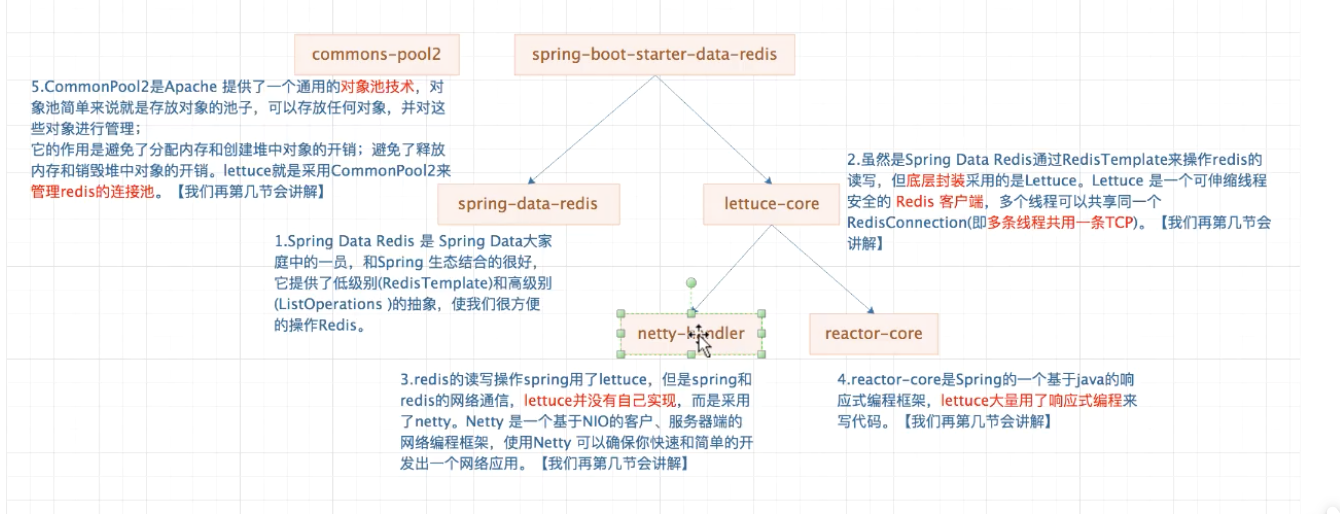 commons-pool2
spring-boot-starter-data-redis
5.CommonPool2是Apache 提供了一个通用的对象池技术，对
象池简单来说就是存放对象的池子，可以存放任何对象，并对这
些对象进行管理；
它的作用是避免了分配内存和创建堆中对象的开销；避免了释放
内存和销毁堆中对象的开销。lettuce就是采用CommonPool2来
管理redis的连接池。【我们再第几节会讲解】
2.虽然是Spring Data Redis通过RedisTemplate来操作redis的
读写，但底层封装采用的是Lettuce。Lettuce 是一个可伸缩线程
安全的 Redis 客户端，多个线程可以共享同一个
RedisConnection(即多条线程共用一条TCP)。【我们再第几节会
讲解】
spring-data-redis
lettuce-core
1.Spring Data Redis 是 Spring Data大家
庭中的一员，和Spring 生态结合的很好，
它提供了低级别(RedisTemplate)和高级别
(ListOperations )的抽象，使我们很方便
的操作Redis。
netty-handler
reactor-core
3.redis的读写操作spring用了lettuce，但是spring和
redis的网络通信，lettuce并没有自己实现，而是采用
了netty。Netty 是一个基于NIO的客户、服务器端的
网络编程框架，使用Netty 可以确保你快速和简单的开
发出一个网络应用。【我们再第几节会讲解】
4.reactor-core是Spring的一个基于java的响
应式编程框架，lettuce大量用了响应式编程来
写代码。【我们再第几节会讲解】